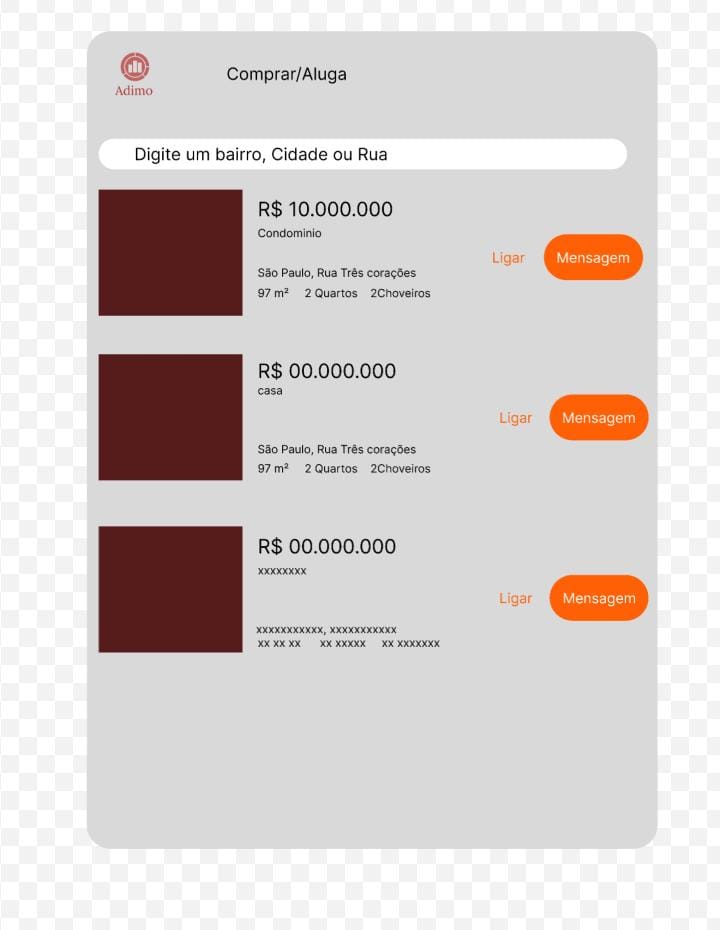 Adimo
Comprar/Aluga
Digite um bairro, Cidade ou Rua
R$ 10.000.000
Condominio
São Paulo, Rua Três corações
97 m² 2 Quartos 2Choveiros
Ligar
Mensagem
R$ 00.000.000
casa
São Paulo, Rua Três corações
97 m² 2 Quartos 2Choveiros
Ligar
Mensagem
R$ 00.000.000
xxxxxxxx
xxxxxxxxxxx, xxxxxxxxxxx
xx xx xx xx xxxxx xx xxxxxxx
Ligar
Mensagem